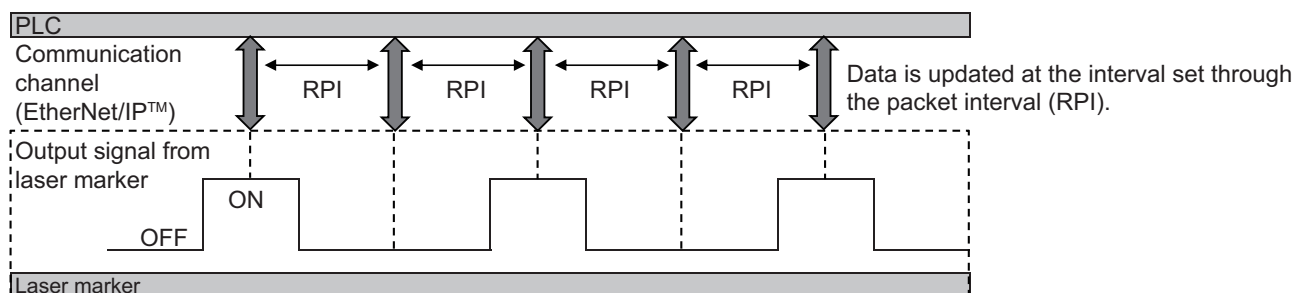 PLC
Communication
channel
(EtherNet/IP™)
RPI
RPI
RPI
RPI
Data is updated at the interval set through
the packet interval (RPI).
Output signal from
laser marker
ON
OFF
Laser marker